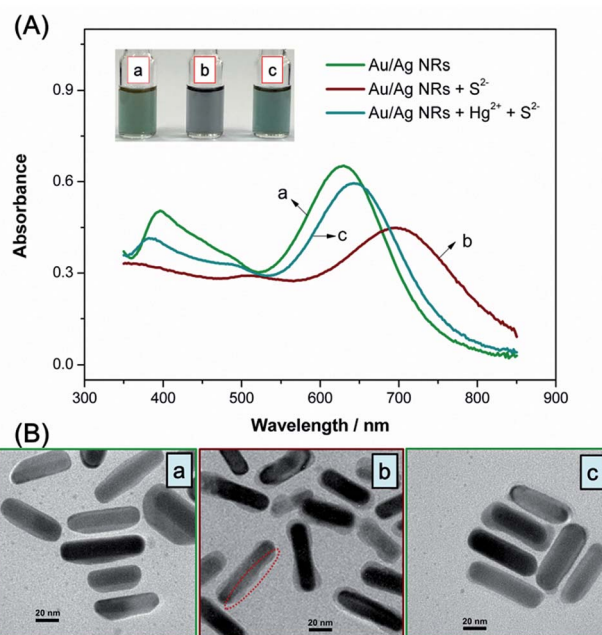 (A)
a b c
Au/Ag NRs
Au/Ag NRs + S²⁻
Au/Ag NRs + Hg²⁺ + S²⁻
0.9
0.6
0.3
0.0
Absorbance
a
c
b
300 400 500 600 700 800 900
Wavelength / nm
(B)
a b c
20 nm 20 nm 20 nm